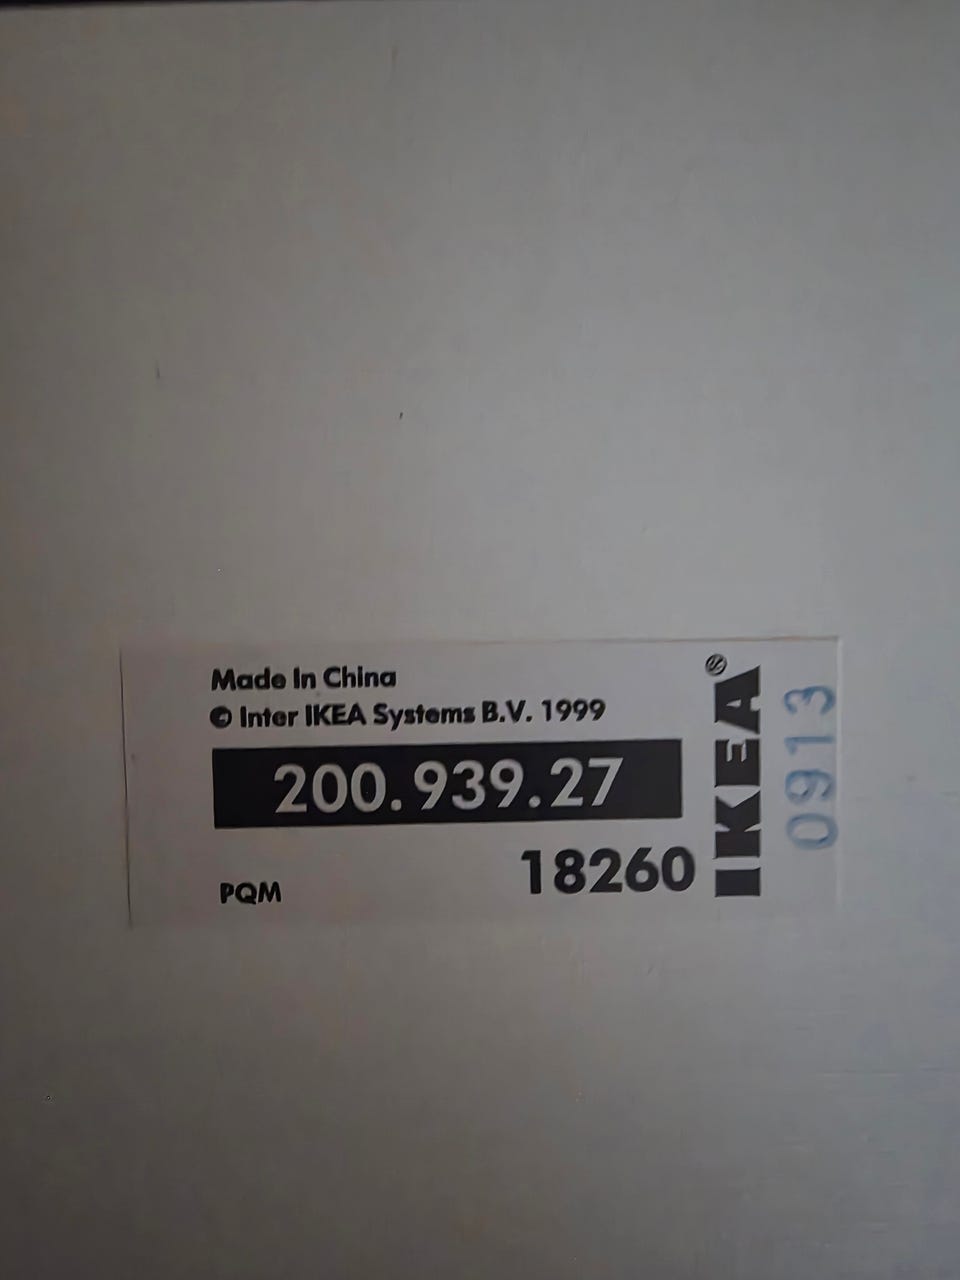 Made In China
© Inter IKEA Systems B.V. 1999
200.939.27
18260
PQM
IKEA®
0913